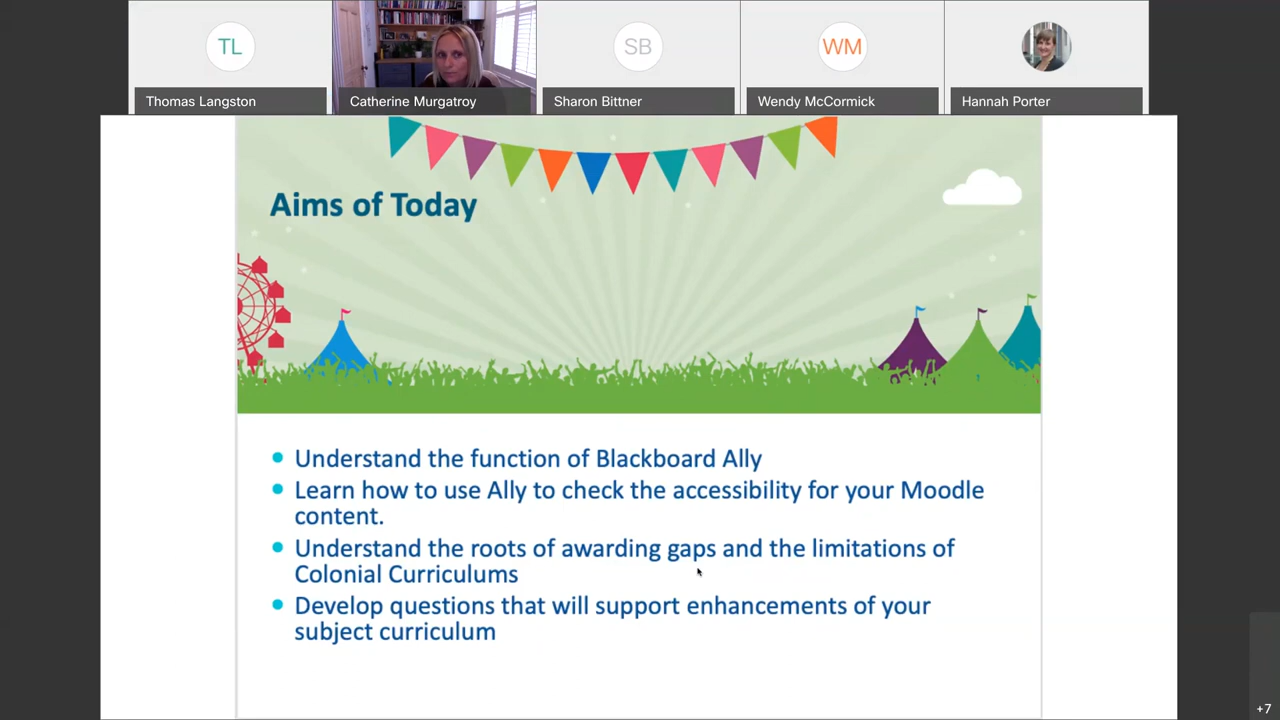 TL
SB
WM
Thomas Langston
Catherine Murgatroy
Sharon Bittner
Wendy McCormick
Hannah Porter
Aims of Today
Understand the function of Blackboard Ally
Learn how to use Ally to check the accessibility for your Moodle
content.
Understand the roots of awarding gaps and the limitations of
Colonial Curriculums
Develop questions that will support enhancements of your
subject curriculum
+7